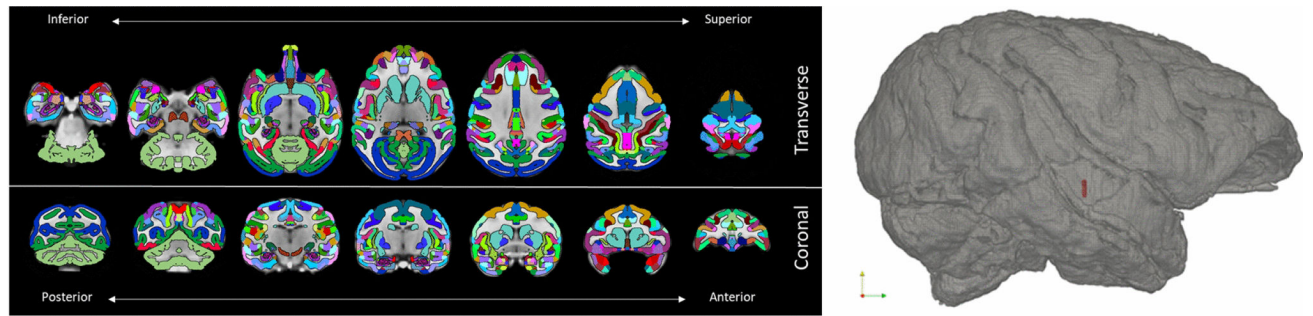 Inferior
Superior
Transverse
Coronal
Posterior
Anterior